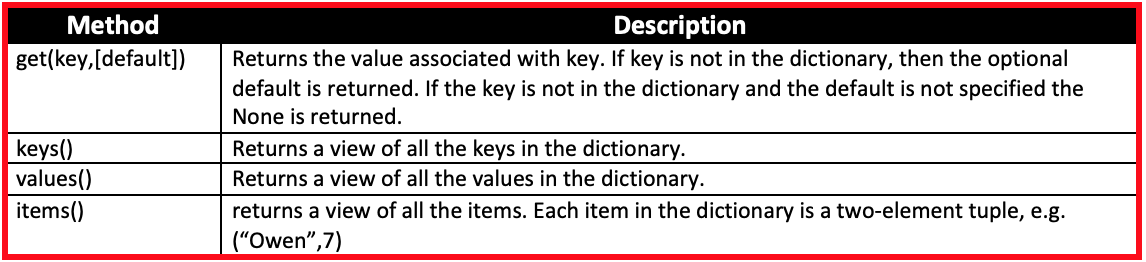 Method Description
get(key,[default]) Returns the value associated with key. If key is not in the dictionary, then the optional
default is returned. If the key is not in the dictionary and the default is not specified the
None is returned.
keys() Returns a view of all the keys in the dictionary.
values() Returns a view of all the values in the dictionary.
items() returns a view of all the items. Each item in the dictionary is a two-element tuple, e.g.
(“Owen”,7)